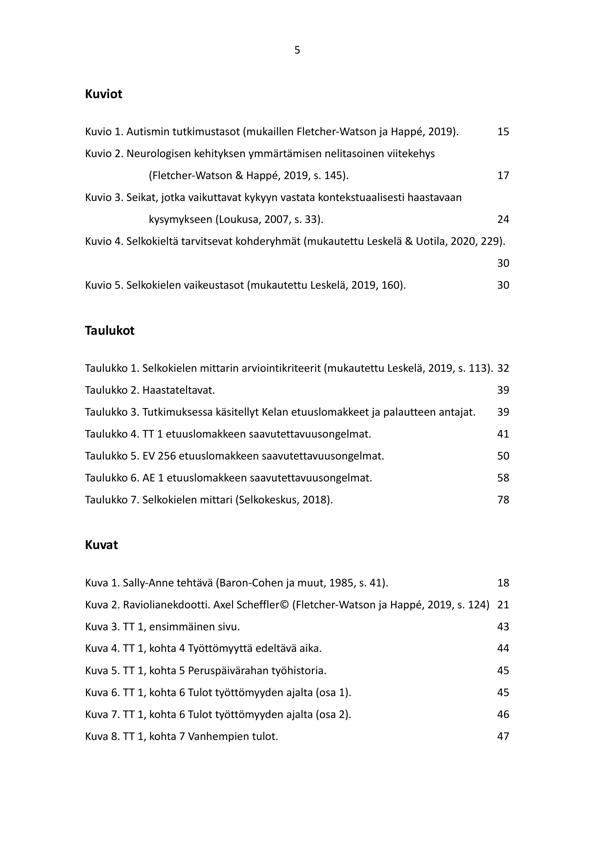 5
Kuviot
Kuvio 1. Autismin tutkimustasot (mukaillen Fletcher-Watson ja Happé, 2019). 15
Kuvio 2. Neurologisen kehityksen ymmärtämisen nelitasoinen viitekehys
(Fletcher-Watson & Happé, 2019, s. 145). 17
Kuvio 3. Seikat, jotka vaikuttavat kykyyn vastata kontekstuaalisesti haastavaan
kysymykseen (Loukusa, 2007, s. 33). 24
Kuvio 4. Selkokieltä tarvitsevat kohderyhmät (mukautettu Leskelä & Uotila, 2020, 229).
30
Kuvio 5. Selkokielen vaikeustasot (mukautettu Leskelä, 2019, 160). 30
Taulukot
Taulukko 1. Selkokielen mittarin arviointikriteerit (mukautettu Leskelä, 2019, s. 113). 32
Taulukko 2. Haastateltavat. 39
Taulukko 3. Tutkimuksessa käsitellyt Kelan etuuslomakkeet ja palautteen antajat. 39
Taulukko 4. TT 1 etuuslomakkeen saavutettavuusongelmat. 41
Taulukko 5. EV 256 etuuslomakkeen saavutettavuusongelmat. 50
Taulukko 6. AE 1 etuuslomakkeen saavutettavuusongelmat. 58
Taulukko 7. Selkokielen mittari (Selkokeskus, 2018). 78
Kuvat
Kuva 1. Sally-Anne tehtävä (Baron-Cohen ja muut, 1985, s. 41). 18
Kuva 2. Raviolianekdootti. Axel Scheffler© (Fletcher-Watson ja Happé, 2019, s. 124) 21
Kuva 3. TT 1, ensimmäinen sivu. 43
Kuva 4. TT 1, kohta 4 Työttömyyttä edeltävä aika. 44
Kuva 5. TT 1, kohta 5 Peruspäivärahan työhistoria. 45
Kuva 6. TT 1, kohta 6 Tulot työttömyyden ajalta (osa 1). 45
Kuva 7. TT 1, kohta 6 Tulot työttömyyden ajalta (osa 2). 46
Kuva 8. TT 1, kohta 7 Vanhempien tulot. 47